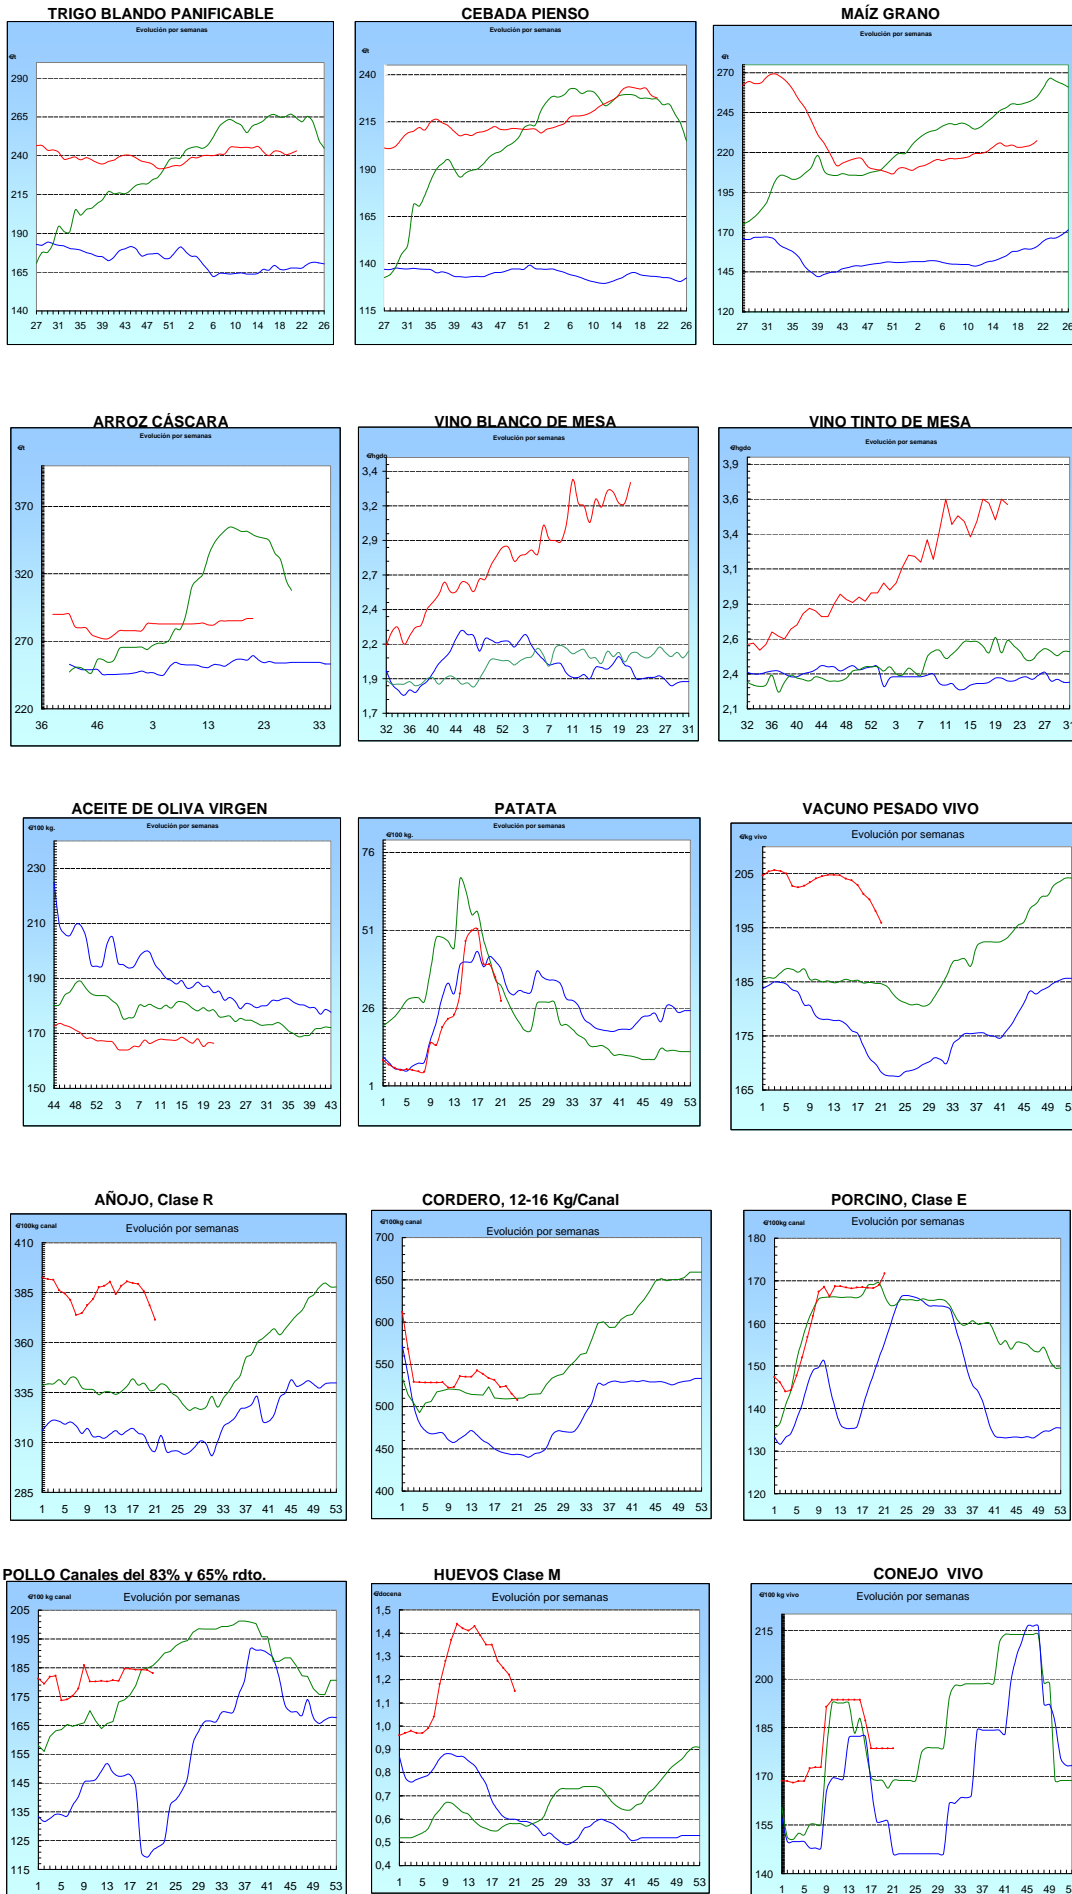 TRIGO BLANDO PANIFICABLE
Evolución por semanas
€/t
290
265
240
215
190
165
140
27 31 35 39 43 47 51 2 6 10 14 18 22 26
CEBADA PIENSO
Evolución por semanas
€/t
240
215
190
165
140
115
27 31 35 39 43 47 51 2 6 10 14 18 22 26
MAÍZ GRANO
Evolución por semanas
€/t
270
245
220
195
170
145
120
27 31 35 39 43 47 51 2 6 10 14 18 22 26
ARROZ CÁSCARA
Evolución por semanas
€/t
370
320
270
220
36 46 3 13 23 33
VINO BLANCO DE MESA
Evolución por semanas
€/hgdo
3,4
3,2
2,9
2,7
2,4
2,2
1,9
1,7
32 36 40 44 48 52 3 7 11 15 19 23 27 31
VINO TINTO DE MESA
Evolución por semanas
€/hgdo
3,9
3,6
3,4
3,1
2,9
2,6
2,4
2,1
32 36 40 44 48 52 3 7 11 15 19 23 27 31
ACEITE DE OLIVA VIRGEN
Evolución por semanas
€/100 kg.
230
210
190
170
150
44 48 52 3 7 11 15 19 23 27 31 35 39 43
PATATA
Evolución por semanas
€/100 kg.
76
51
26
1
1 5 9 13 17 21 25 29 33 37 41 45 49 53
VACUNO PESADO VIVO
Evolución por semanas
€/kg vivo
205
195
185
175
165
1 5 9 13 17 21 25 29 33 37 41 45 49 53
AÑOJO, Clase R
€/100kg canal
Evolución por semanas
410
385
360
335
310
285
1 5 9 13 17 21 25 29 33 37 41 45 49 53
CORDERO, 12-16 Kg/Canal
€/100kg canal
Evolución por semanas
700
650
600
550
500
450
400
1 5 9 13 17 21 25 29 33 37 41 45 49 53
PORCINO, Clase E
€/100kg canal
Evolución por semanas
180
170
160
150
140
130
120
1 5 9 13 17 21 25 29 33 37 41 45 49 53
POLLO Canales del 83% y 65% rdto.
€/100 kg canal
Evolución por semanas
205
195
185
175
165
155
145
135
125
115
1 5 9 13 17 21 25 29 33 37 41 45 49 53
HUEVOS Clase M
€/docena
Evolución por semanas
1,5
1,4
1,3
1,2
1,1
1,0
0,9
0,8
0,7
0,6
0,5
0,4
1 5 9 13 17 21 25 29 33 37 41 45 49 53
CONEJO VIVO
€/100 kg vivo
Evolución por semanas
215
200
185
170
155
140
1 5 9 13 17 21 25 29 33 37 41 45 49 53